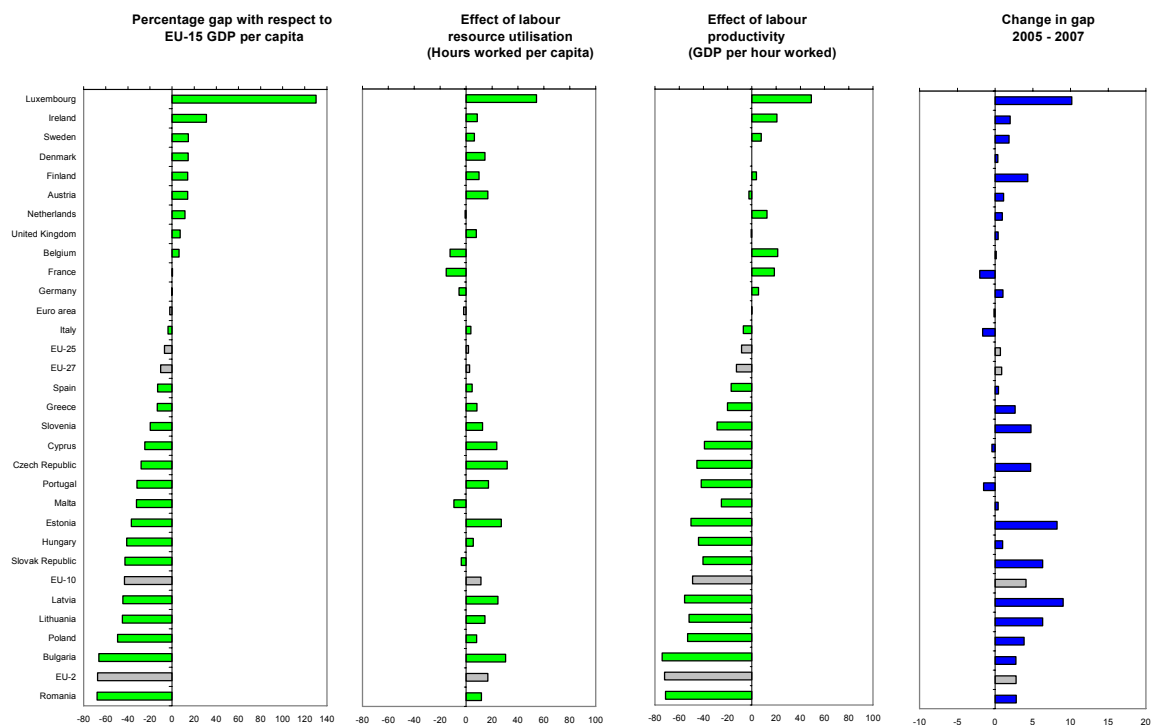 Percentage gap with respect to
EU-15 GDP per capita
Effect of labour
resource utilisation
(Hours worked per capita)
Effect of labour
productivity
(GDP per hour worked)
Change in gap
2005 - 2007
Luxembourg
Ireland
Sweden
Denmark
Finland
Austria
Netherlands
United Kingdom
Belgium
France
Germany
Euro area
Italy
EU-25
EU-27
Spain
Greece
Slovenia
Cyprus
Czech Republic
Portugal
Malta
Estonia
Hungary
Slovak Republic
EU-10
Latvia
Lithuania
Poland
Bulgaria
EU-2
Romania
-80 -60 -40 -20 0 20 40 60 80 100 120 140
-80 -60 -40 -20 0 20 40 60 80 100
-80 -60 -40 -20 0 20 40 60 80 100
-10 -5 0 5 10 15 20